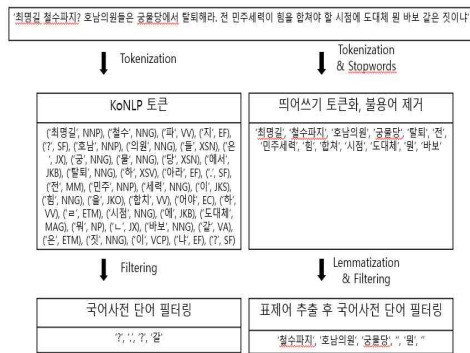 '최명길 철수파지? 호남의원들은 궁물당에서 탈퇴해라. 전 민주세력이 힘을 합쳐야 할 시점에 도대체 뭔 바보 같은 짓이냐'
Tokenization
Tokenization
& Stopwords
KoNLP 토큰
('최명길', NNP), ('철수', NNG), ('파', VV), ('지', EF),
('?', SF), ('호남', NNP), ('의원', NNG), ('들', XSN), ('은',
JX), ('궁', NNG), ('물', NNG), ('당', XSN), ('에서',
JKB), ('탈퇴', NNG), ('하', XSV), ('아라', EF), ('.', SF),
('전', MM), ('민주', NNP), ('세력', NNG), ('이', JKS),
('힘', NNG), ('을', JKO), ('합치', VV), ('어야', EC), ('하',
VV), ('ㄹ', ETM), ('시점', NNG), ('에', JKB), ('도대체',
MAG), ('뭐', NP), ('ㄴ', JX), ('바보', NNG), ('같', VA),
('은', ETM), ('짓', NNG), ('이', VCP), ('냐', EF), ('?', SF)
띄어쓰기 토큰화, 불용어 제거
'최명길', '철수파지', '호남의원', '궁물당', '탈퇴', '전',
'민주세력', '힘', '합쳐', '시점', '도대체', '뭔', '바보'
Filtering
Lemmatization
& Filtering
국어사전 단어 필터링
'?', '.', '?', '같'
표제어 추출 후 국어사전 단어 필터링
'철수파지', '호남의원', '궁물당', '', '뭔', ''